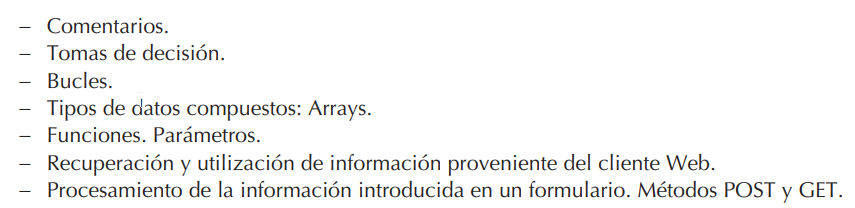 – Comentarios.
– Tomas de decisión.
– Bucles.
– Tipos de datos compuestos: Arrays.
– Funciones. Parámetros.
– Recuperación y utilización de información proveniente del cliente Web.
– Procesamiento de la información introducida en un formulario. Métodos POST y GET.